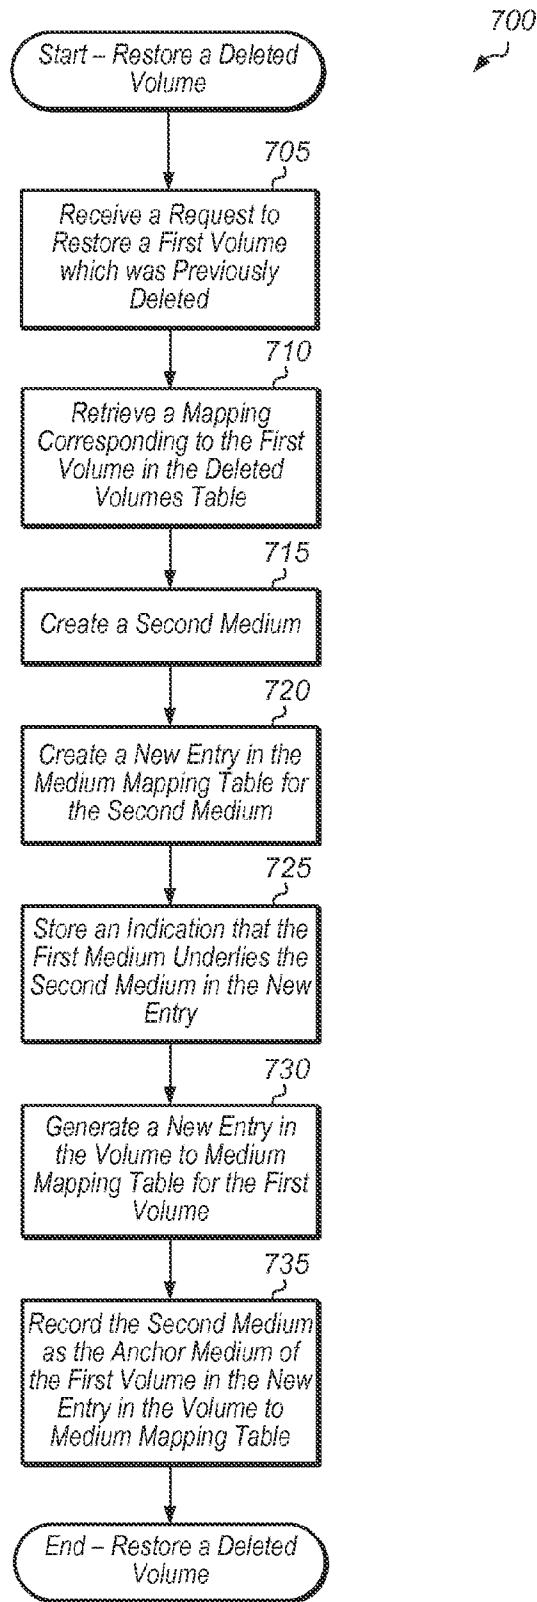 700
Start – Restore a Deleted
Volume
705
Receive a Request to
Restore a First Volume
which was Previously
Deleted
710
Retrieve a Mapping
Corresponding to the First
Volume in the Deleted
Volumes Table
715
Create a Second Medium
720
Create a New Entry in the
Medium Mapping Table for
the Second Medium
725
Store an Indication that the
First Medium Underlies the
Second Medium in the New
Entry
730
Generate a New Entry in
the Volume to Medium
Mapping Table for the First
Volume
735
Record the Second Medium
as the Anchor Medium of
the First Volume in the New
Entry in the Volume to
Medium Mapping Table
End – Restore a Deleted
Volume